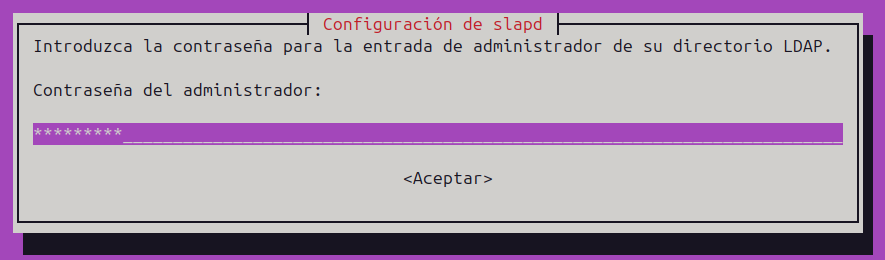 Configuración de slapd
Introduzca la contraseña para la entrada de administrador de su directorio LDAP.
Contraseña del administrador:
*********
<Aceptar>